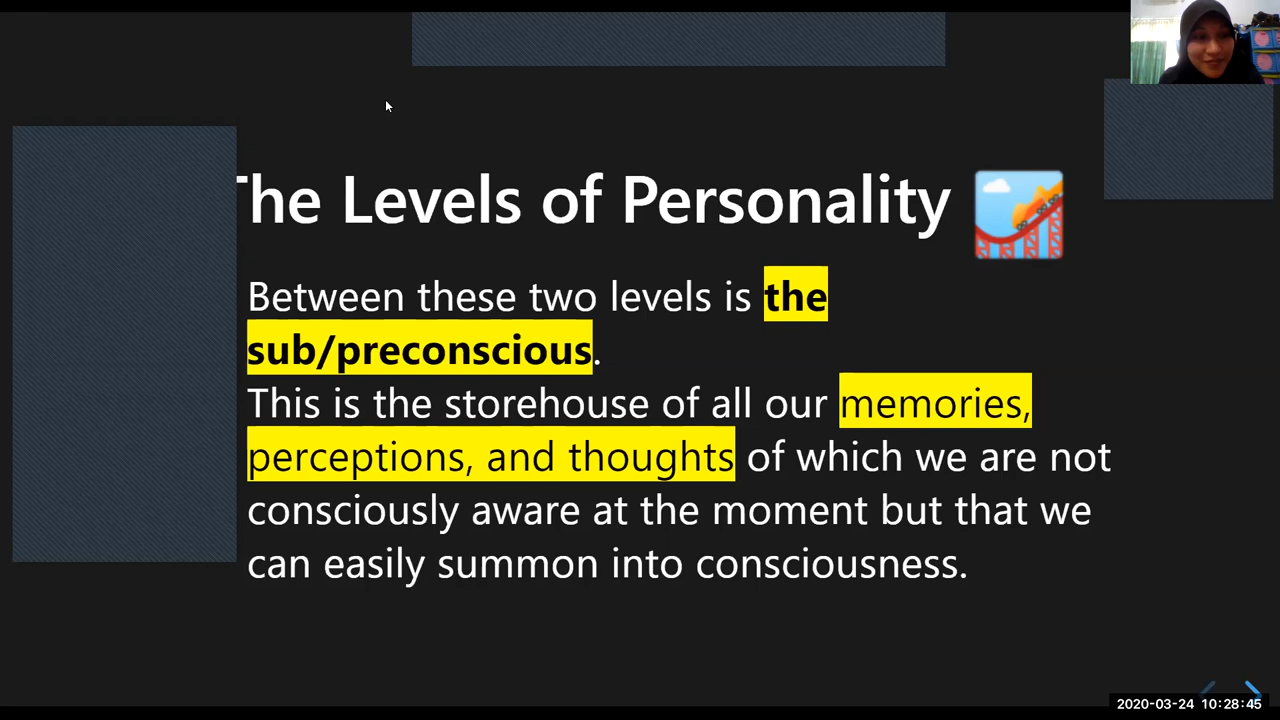 The Levels of Personality
Between these two levels is the
sub/preconscious.
This is the storehouse of all our memories,
perceptions, and thoughts of which we are not
consciously aware at the moment but that we
can easily summon into consciousness.
2020-03-24 10:28:45